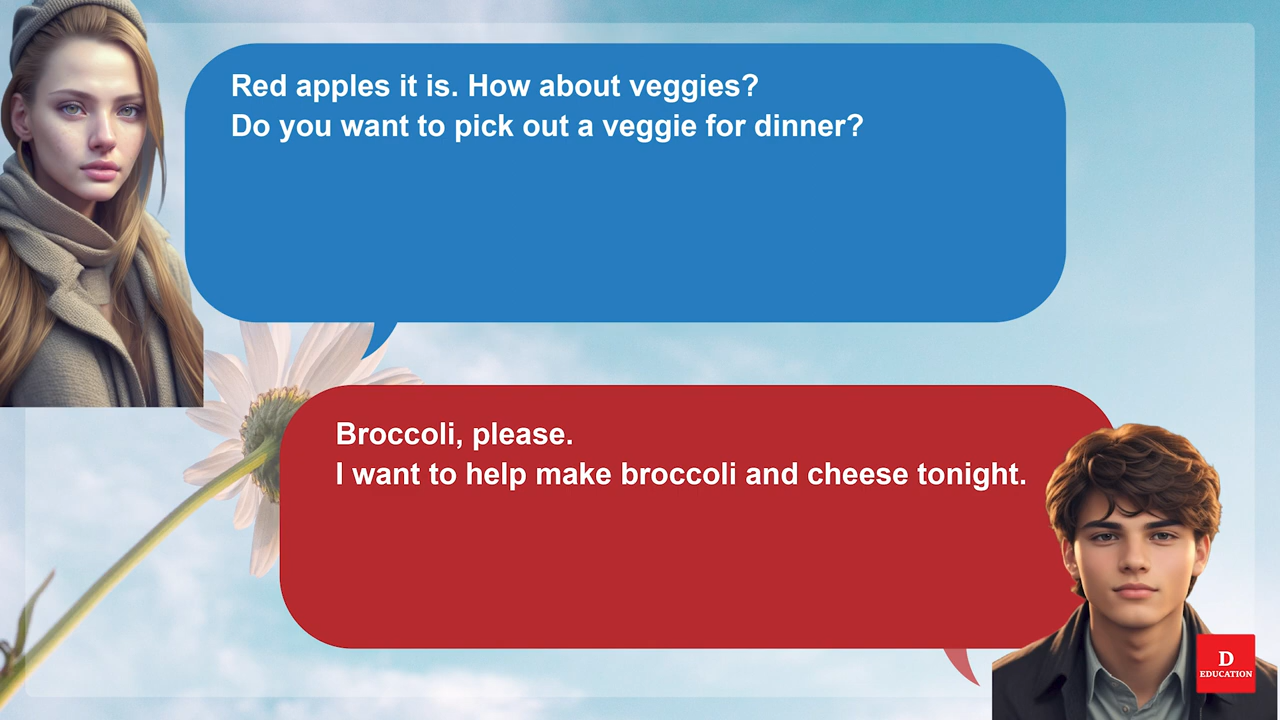 Red apples it is. How about veggies?
Do you want to pick out a veggie for dinner?
Broccoli, please.
I want to help make broccoli and cheese tonight.
D
EDUCATION